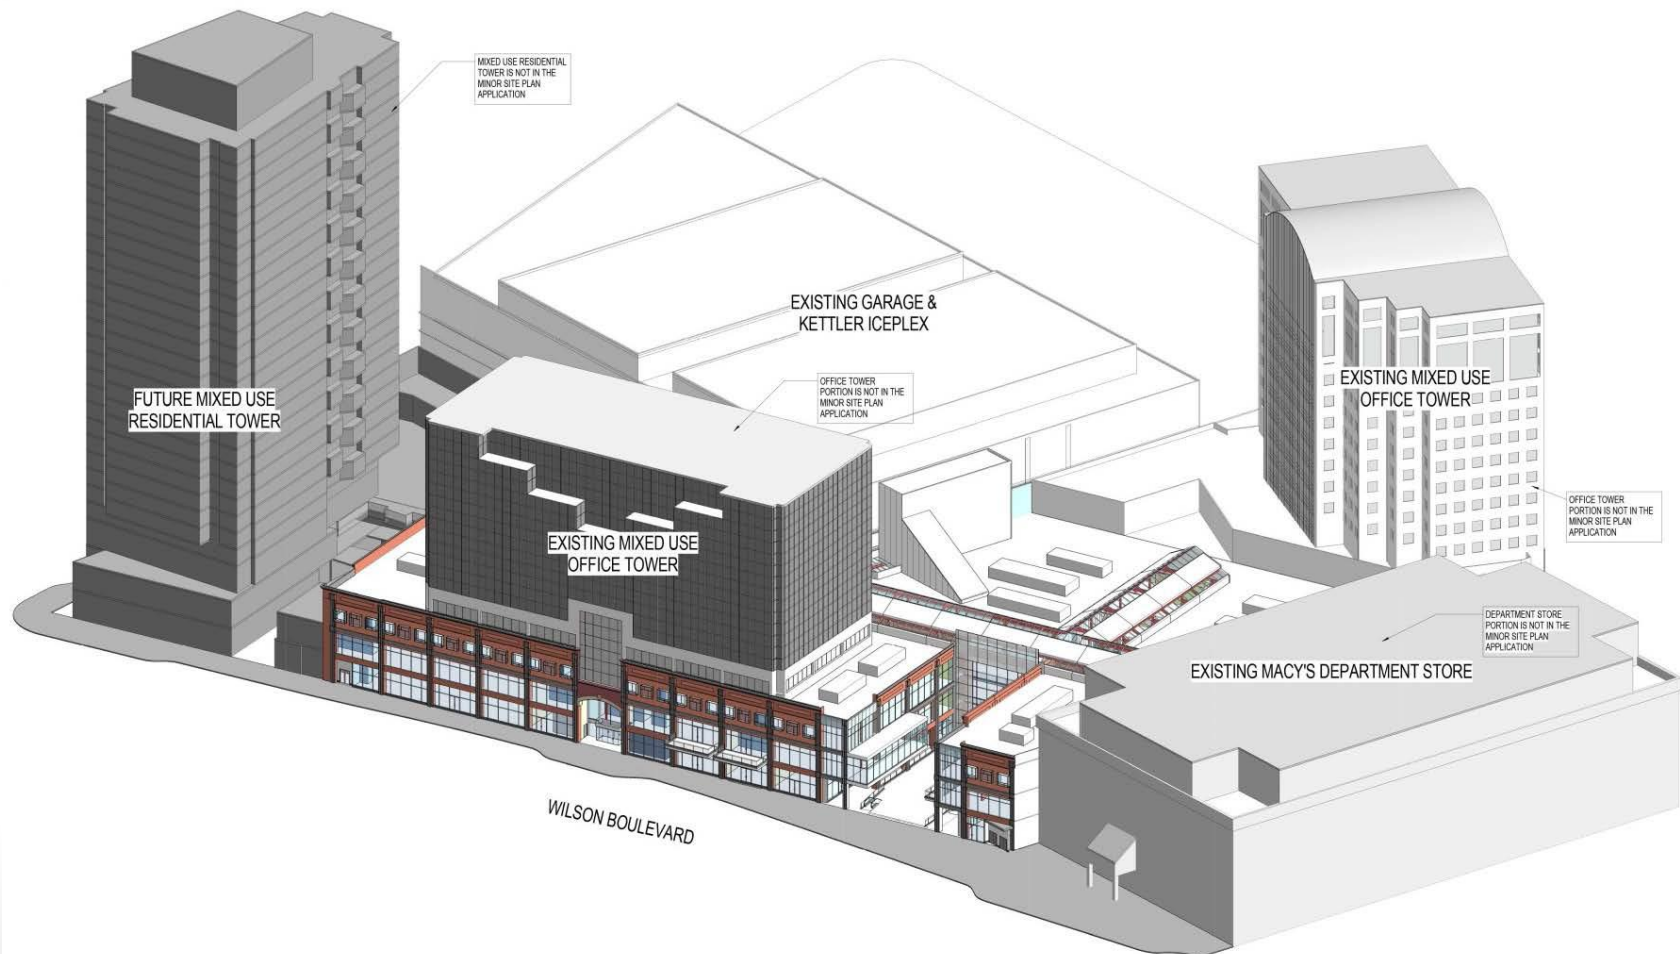 MIXED USE RESIDENTIAL
TOWER IS NOT IN THE
MINOR SITE PLAN
APPLICATION
EXISTING GARAGE &
KETTLER ICEPLEX
OFFICE TOWER
PORTION IS NOT IN THE
MINOR SITE PLAN
APPLICATION
FUTURE MIXED USE
RESIDENTIAL TOWER
EXISTING MIXED USE
OFFICE TOWER
EXISTING MIXED USE
OFFICE TOWER
OFFICE TOWER
PORTION IS NOT IN THE
MINOR SITE PLAN
APPLICATION
DEPARTMENT STORE
PORTION IS NOT IN THE
MINOR SITE PLAN
APPLICATION
EXISTING MACY'S DEPARTMENT STORE
WILSON BOULEVARD